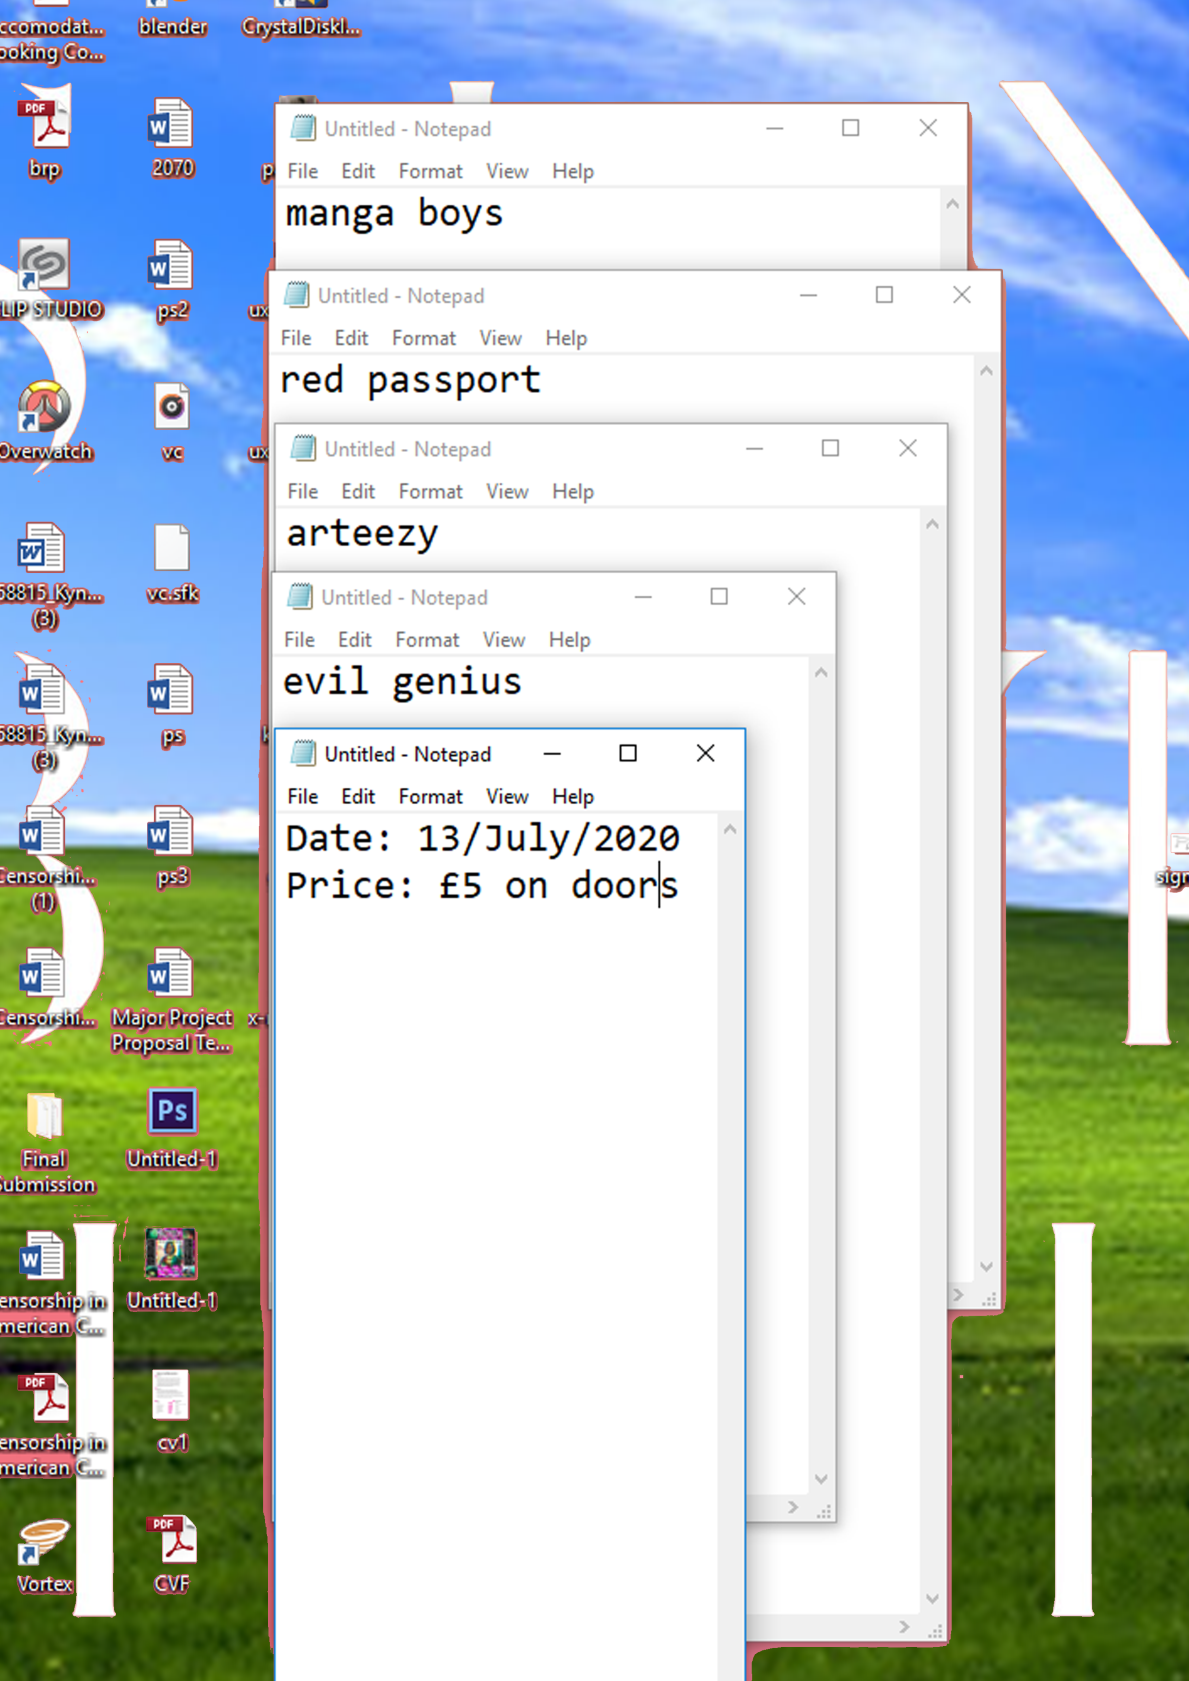 blender
CrystalDiskI...
brp
2070
Untitled - Notepad
File Edit Format View Help
manga boys
LIP STUDIO
ps2
ux
Untitled - Notepad
File Edit Format View Help
red passport
Overwatch
vc
ux
Untitled - Notepad
File Edit Format View Help
arteezy
58815_Kyn...
(3)
vc.sfk
Untitled - Notepad
File Edit Format View Help
evil genius
58815_Kyn...
(3)
ps
Untitled - Notepad
File Edit Format View Help
Date: 13/July/2020
Price: £5 on doors
Censorshi...
(1)
ps3
sign
Censorshi...
Major Project
Proposal Te...
x-
Final
Submission
Ps
Untitled-1
ensorship in
merican C...
Untitled-1
PDF
ensorship in
merican C...
cv1
Vortex
PDF
CVF